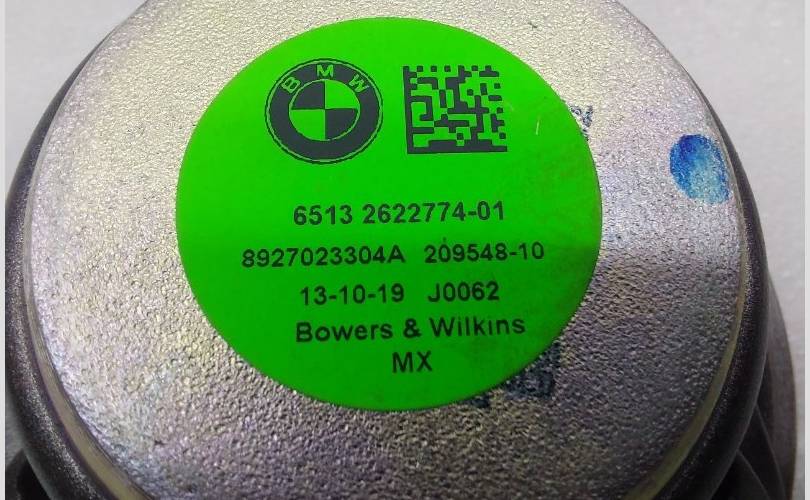 BMW
6513 2622774-01
8927023304A 209548-10
13-10-19 J0062
Bowers & Wilkins
MX